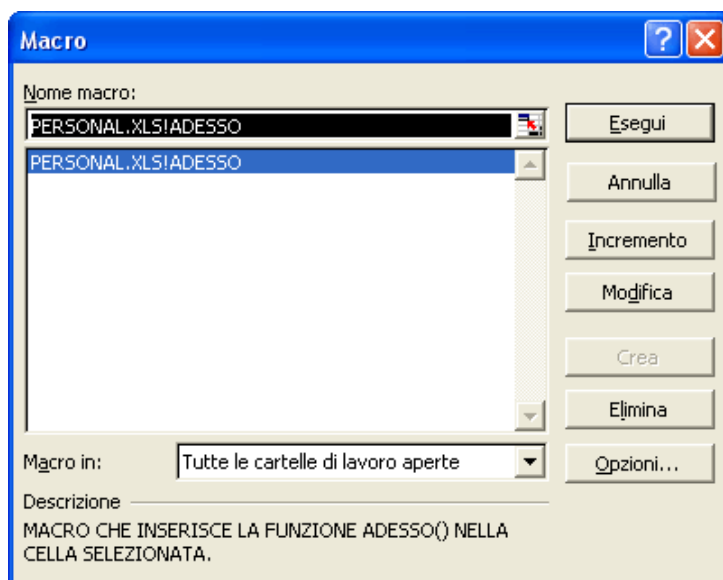 Macro
Nome macro:
PERSONAL.XLS!ADESSO
Esegui
PERSONAL.XLS!ADESSO
Annulla
Incremento
Modifica
Crea
Elimina
Macro in:
Tutte le cartelle di lavoro aperte
Opzioni...
Descrizione
MACRO CHE INSERISCE LA FUNZIONE ADESSO() NELLA
CELLA SELEZIONATA.